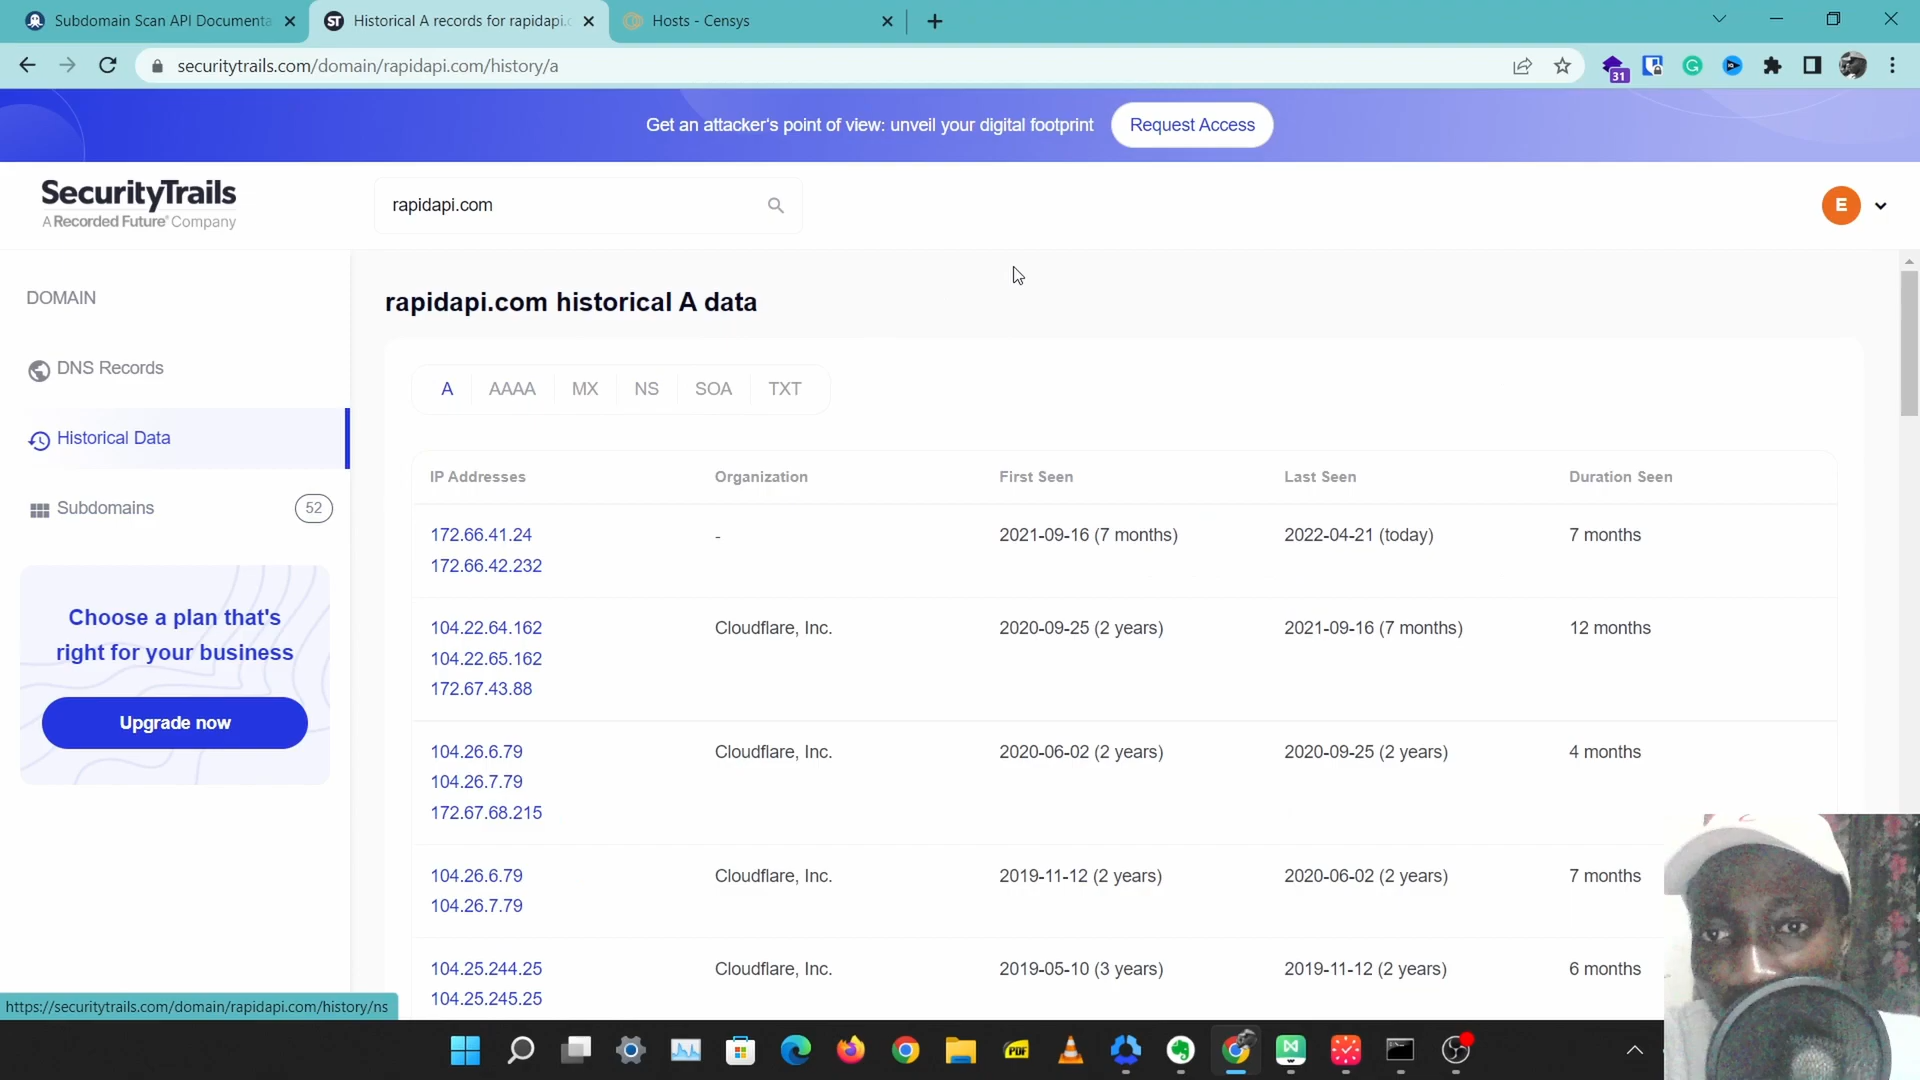 Subdomain Scan API Documenta
Historical A records for rapidapi.c
Hosts - Censys
securitytrails.com/domain/rapidapi.com/history/a
31
Get an attacker's point of view: unveil your digital footprint
Request Access
SecurityTrails
A Recorded Future® Company
rapidapi.com
E
DOMAIN
DNS Records
Historical Data
Subdomains
52
Choose a plan that's
right for your business
Upgrade now
rapidapi.com historical A data
A AAAA MX NS SOA TXT
IP Addresses Organization First Seen Last Seen Duration Seen
172.66.41.24 - 2021-09-16 (7 months) 2022-04-21 (today) 7 months
172.66.42.232
104.22.64.162 Cloudflare, Inc. 2020-09-25 (2 years) 2021-09-16 (7 months) 12 months
104.22.65.162
172.67.43.88
104.26.6.79 Cloudflare, Inc. 2020-06-02 (2 years) 2020-09-25 (2 years) 4 months
104.26.7.79
172.67.68.215
104.26.6.79 Cloudflare, Inc. 2019-11-12 (2 years) 2020-06-02 (2 years) 7 months
104.26.7.79
104.25.244.25 Cloudflare, Inc. 2019-05-10 (3 years) 2019-11-12 (2 years) 6 months
104.25.245.25
https://securitytrails.com/domain/rapidapi.com/history/ns
PDF